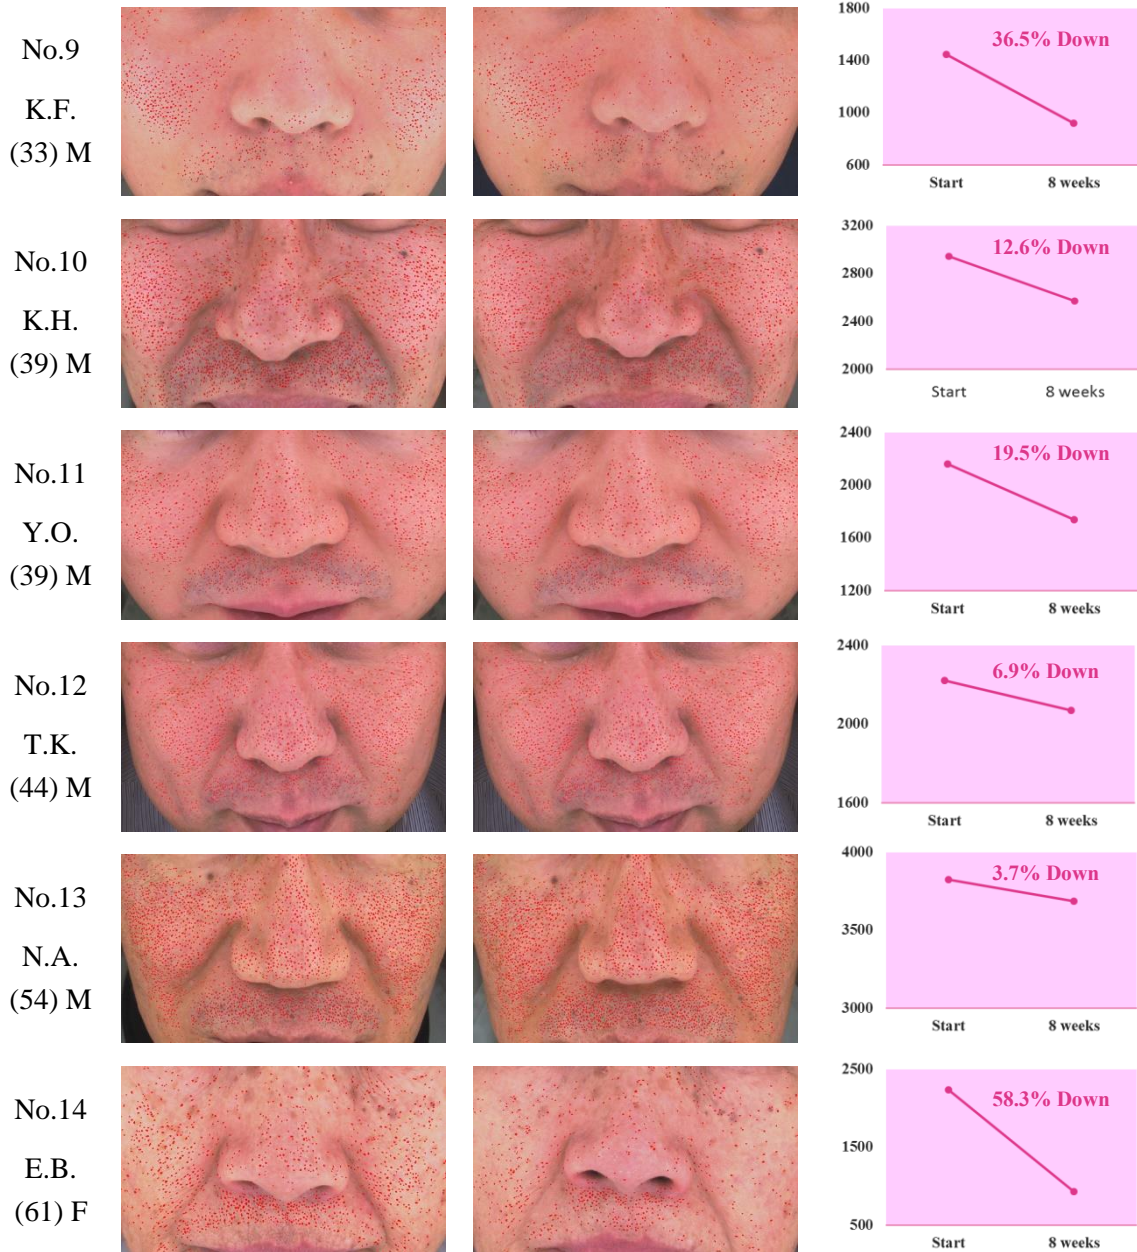 No.9
K.F.
(33) M
1800
1400
1000
600
36.5% Down
Start 8 weeks
No.10
K.H.
(39) M
3200
2800
2400
2000
12.6% Down
Start 8 weeks
No.11
Y.O.
(39) M
2400
2000
1600
1200
19.5% Down
Start 8 weeks
No.12
T.K.
(44) M
2400
2000
1600
6.9% Down
Start 8 weeks
No.13
N.A.
(54) M
4000
3500
3000
3.7% Down
Start 8 weeks
No.14
E.B.
(61) F
2500
1500
500
58.3% Down
Start 8 weeks